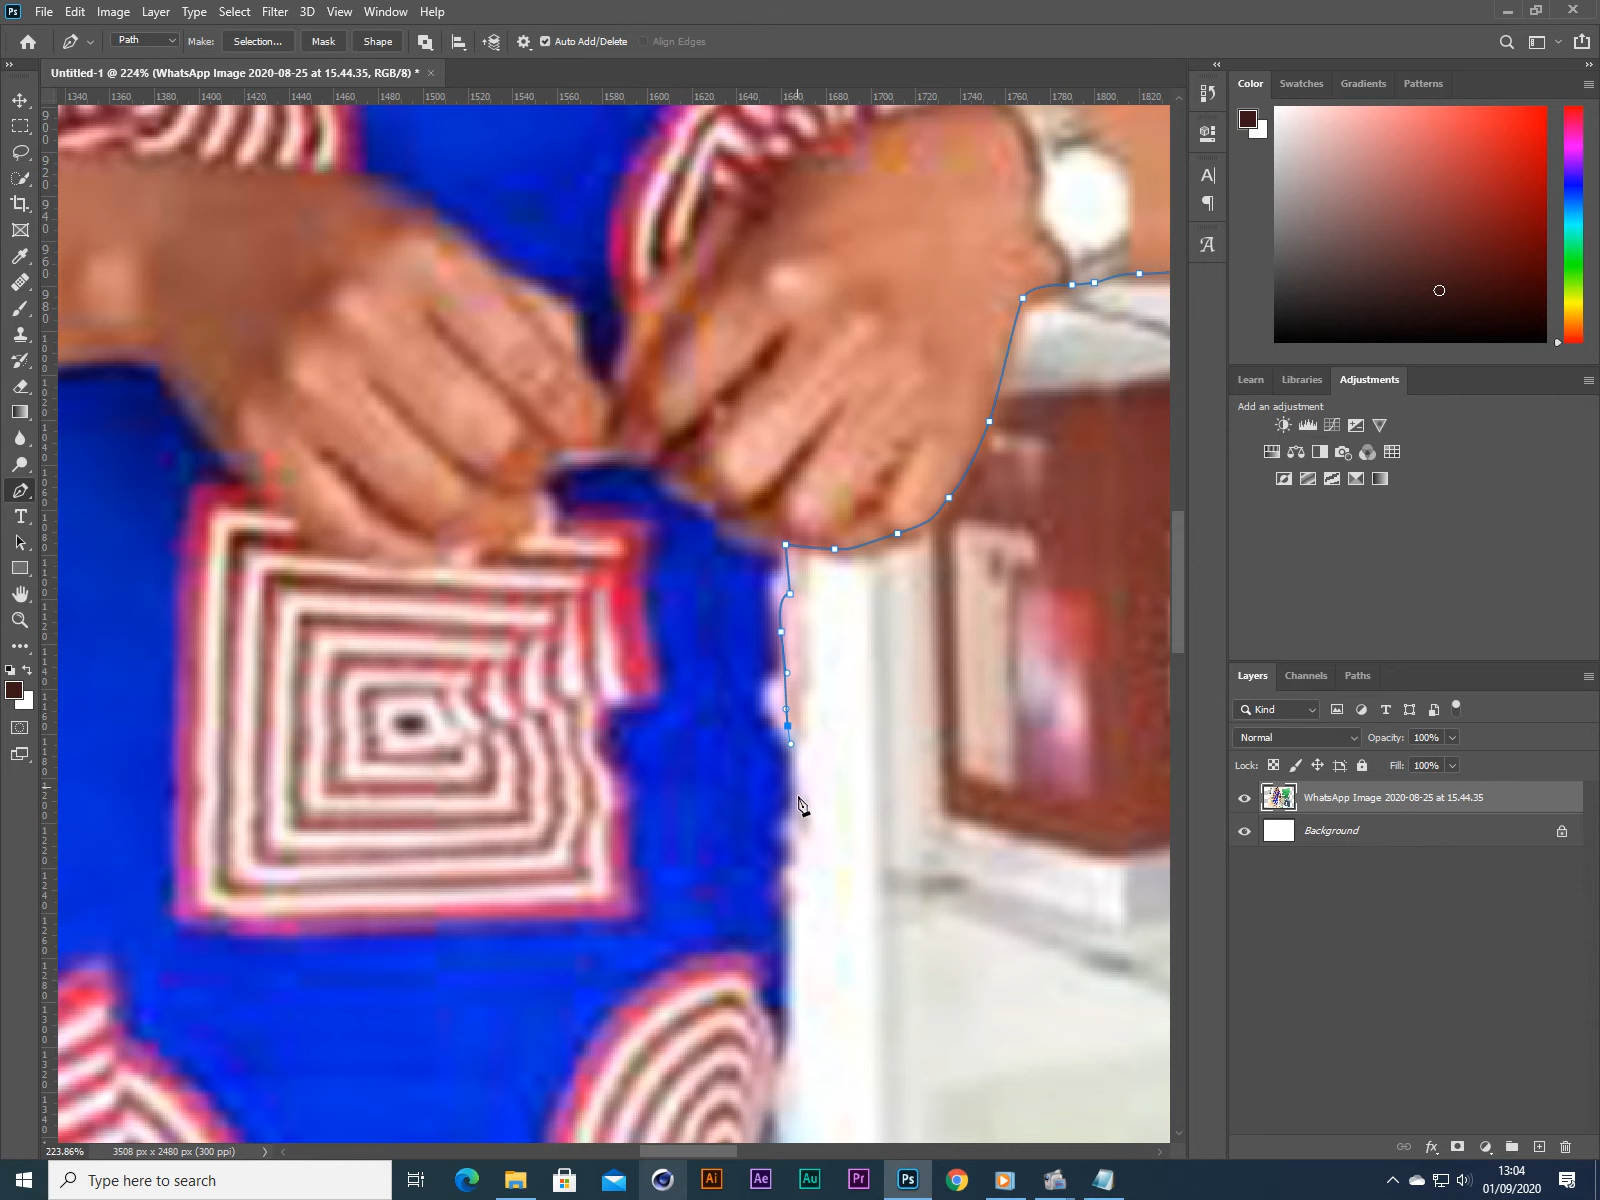 Ps File Edit Image Layer Type Select Filter 3D View Window Help
Path Make: Selection... Mask Shape Auto Add/Delete Align Edges
Untitled-1 @ 224% (WhatsApp Image 2020-08-25 at 15.44.35, RGB/8) * ×
1340 1360 1380 1400 1420 1440 1460 1480 1500 1520 1540 1560 1580 1600 1620 1640 1660 1680 1700 1720 1740 1760 1780 1800 1820
Color Swatches Gradients Patterns
Learn Libraries Adjustments
Add an adjustment
Layers Channels Paths
Kind
Normal Opacity: 100%
Lock: Fill: 100%
WhatsApp Image 2020-08-25 at 15.44.35
Background
223.86% 3508 px x 2480 px (300 ppi)
Type here to search
Ai Ae Au Pr Ps
13:04
01/09/2020